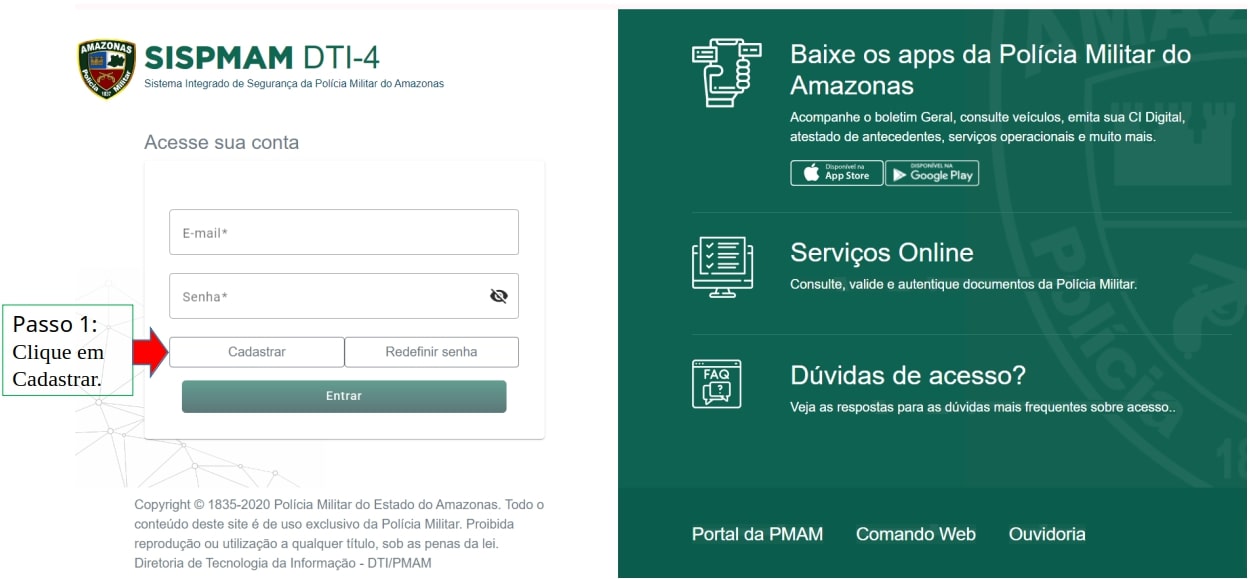 AMAZONAS
Polícia Militar
1837
SISPMAM DTI-4
Sistema Integrado de Segurança da Polícia Militar do Amazonas
Acesse sua conta
E-mail*
Senha*
Passo 1:
Clique em
Cadastrar.
Cadastrar
Redefinir senha
Entrar
Copyright © 1835-2020 Polícia Militar do Estado do Amazonas. Todo o
conteúdo deste site é de uso exclusivo da Polícia Militar. Proibida
reprodução ou utilização a qualquer título, sob as penas da lei.
Diretoria de Tecnologia da Informação - DTI/PMAM
Baixe os apps da Polícia Militar do
Amazonas
Acompanhe o boletim Geral, consulte veículos, emita sua CI Digital,
atestado de antecedentes, serviços operacionais e muito mais.
Disponível na
App Store
DISPONÍVEL NA
Google Play
Serviços Online
Consulte, valide e autentique documentos da Polícia Militar.
FAQ
?
Dúvidas de acesso?
Veja as respostas para as dúvidas mais frequentes sobre acesso..
Polícia
18
Portal da PMAM
Comando Web
Ouvidoria